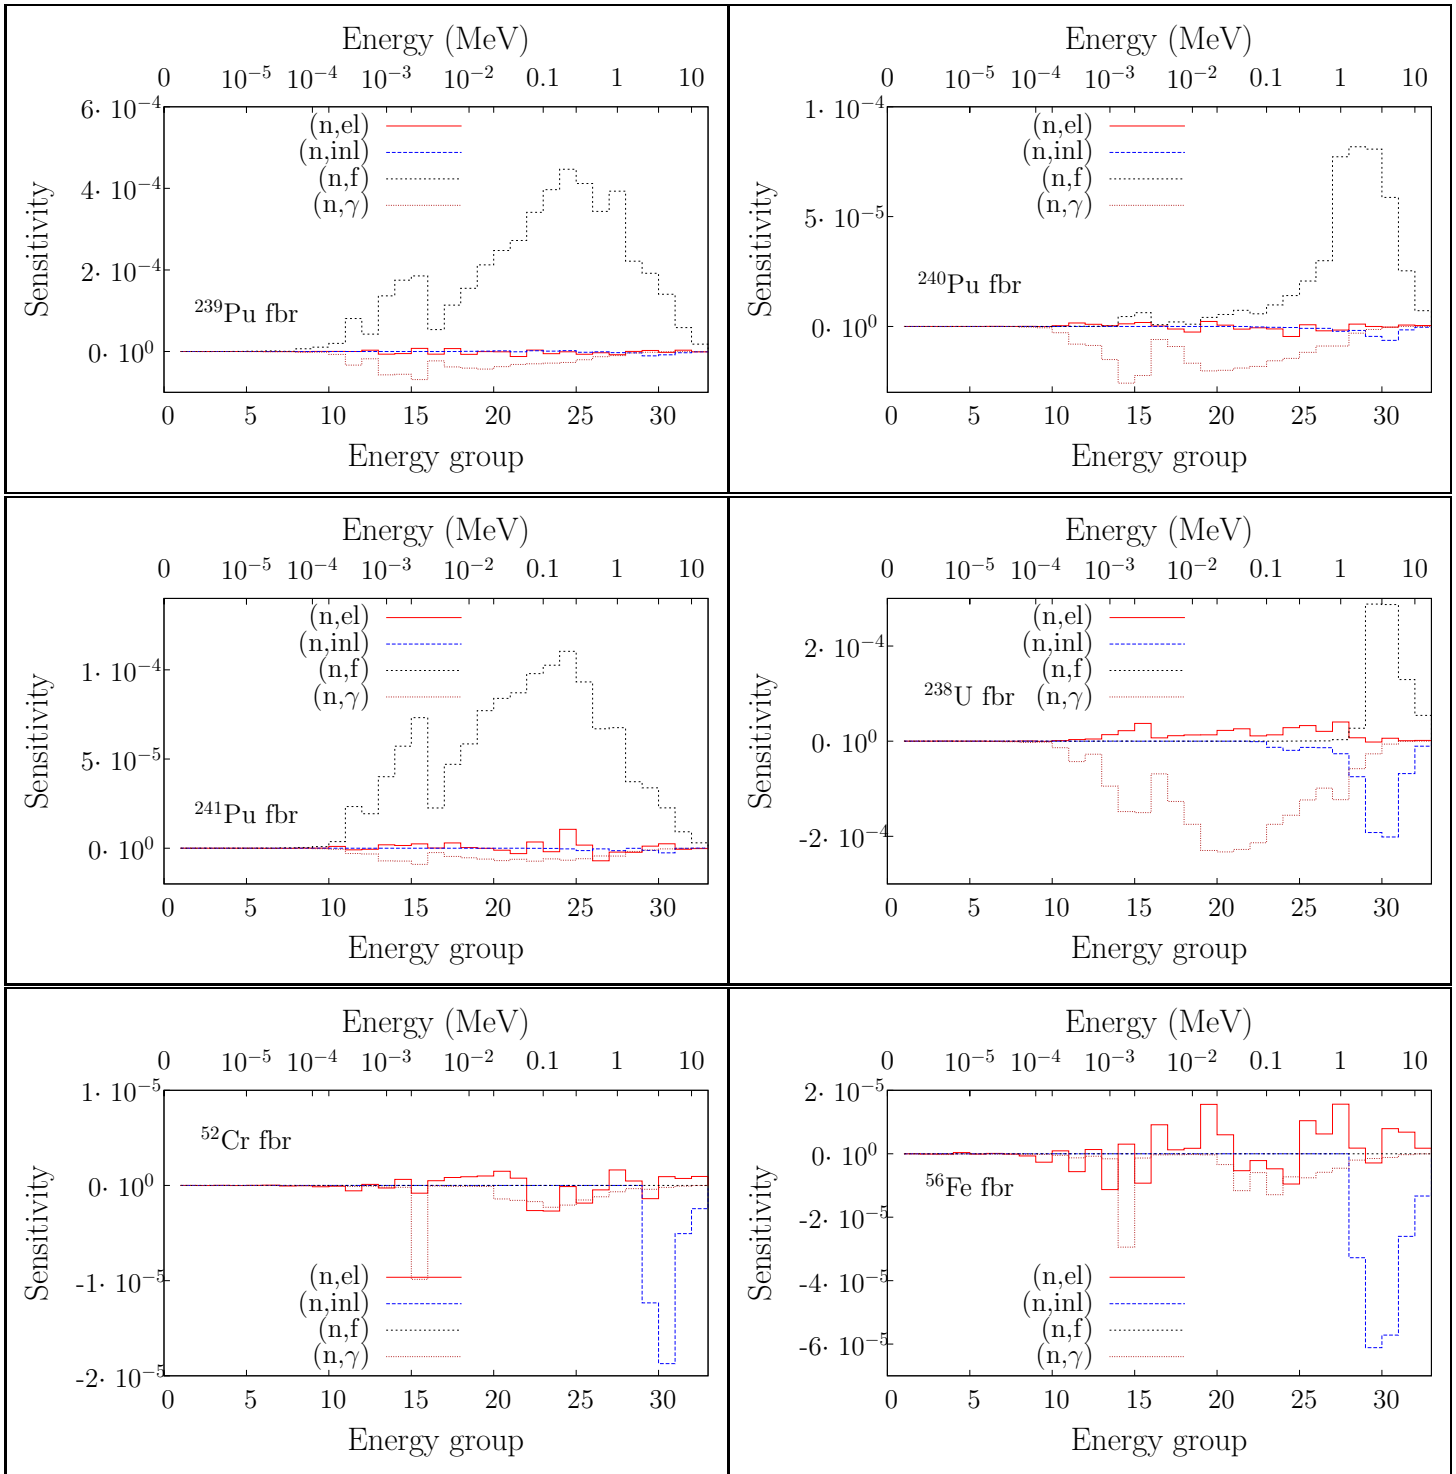 Energy (MeV)
0 10⁻⁵ 10⁻⁴ 10⁻³ 10⁻² 0.1 1 10
6· 10⁻⁴
4· 10⁻⁴
2· 10⁻⁴
0· 10⁰
Sensitivity
(n,el)
(n,inl)
(n,f)
(n,γ)
²³⁹Pu fbr
0 5 10 15 20 25 30
Energy group
Energy (MeV)
0 10⁻⁵ 10⁻⁴ 10⁻³ 10⁻² 0.1 1 10
1· 10⁻⁴
5· 10⁻⁵
0· 10⁰
Sensitivity
(n,el)
(n,inl)
(n,f)
(n,γ)
²⁴⁰Pu fbr
0 5 10 15 20 25 30
Energy group
Energy (MeV)
0 10⁻⁵ 10⁻⁴ 10⁻³ 10⁻² 0.1 1 10
1· 10⁻⁴
5· 10⁻⁵
0· 10⁰
Sensitivity
(n,el)
(n,inl)
(n,f)
(n,γ)
²⁴¹Pu fbr
0 5 10 15 20 25 30
Energy group
Energy (MeV)
0 10⁻⁵ 10⁻⁴ 10⁻³ 10⁻² 0.1 1 10
2· 10⁻⁴
0· 10⁰
-2· 10⁻⁴
Sensitivity
(n,el)
(n,inl)
(n,f)
(n,γ)
²³⁸U fbr
0 5 10 15 20 25 30
Energy group
Energy (MeV)
0 10⁻⁵ 10⁻⁴ 10⁻³ 10⁻² 0.1 1 10
1· 10⁻⁵
0· 10⁰
-1· 10⁻⁵
-2· 10⁻⁵
Sensitivity
⁵²Cr fbr
(n,el)
(n,inl)
(n,f)
(n,γ)
0 5 10 15 20 25 30
Energy group
Energy (MeV)
0 10⁻⁵ 10⁻⁴ 10⁻³ 10⁻² 0.1 1 10
2· 10⁻⁵
0· 10⁰
-2· 10⁻⁵
-4· 10⁻⁵
-6· 10⁻⁵
Sensitivity
⁵⁶Fe fbr
(n,el)
(n,inl)
(n,f)
(n,γ)
0 5 10 15 20 25 30
Energy group